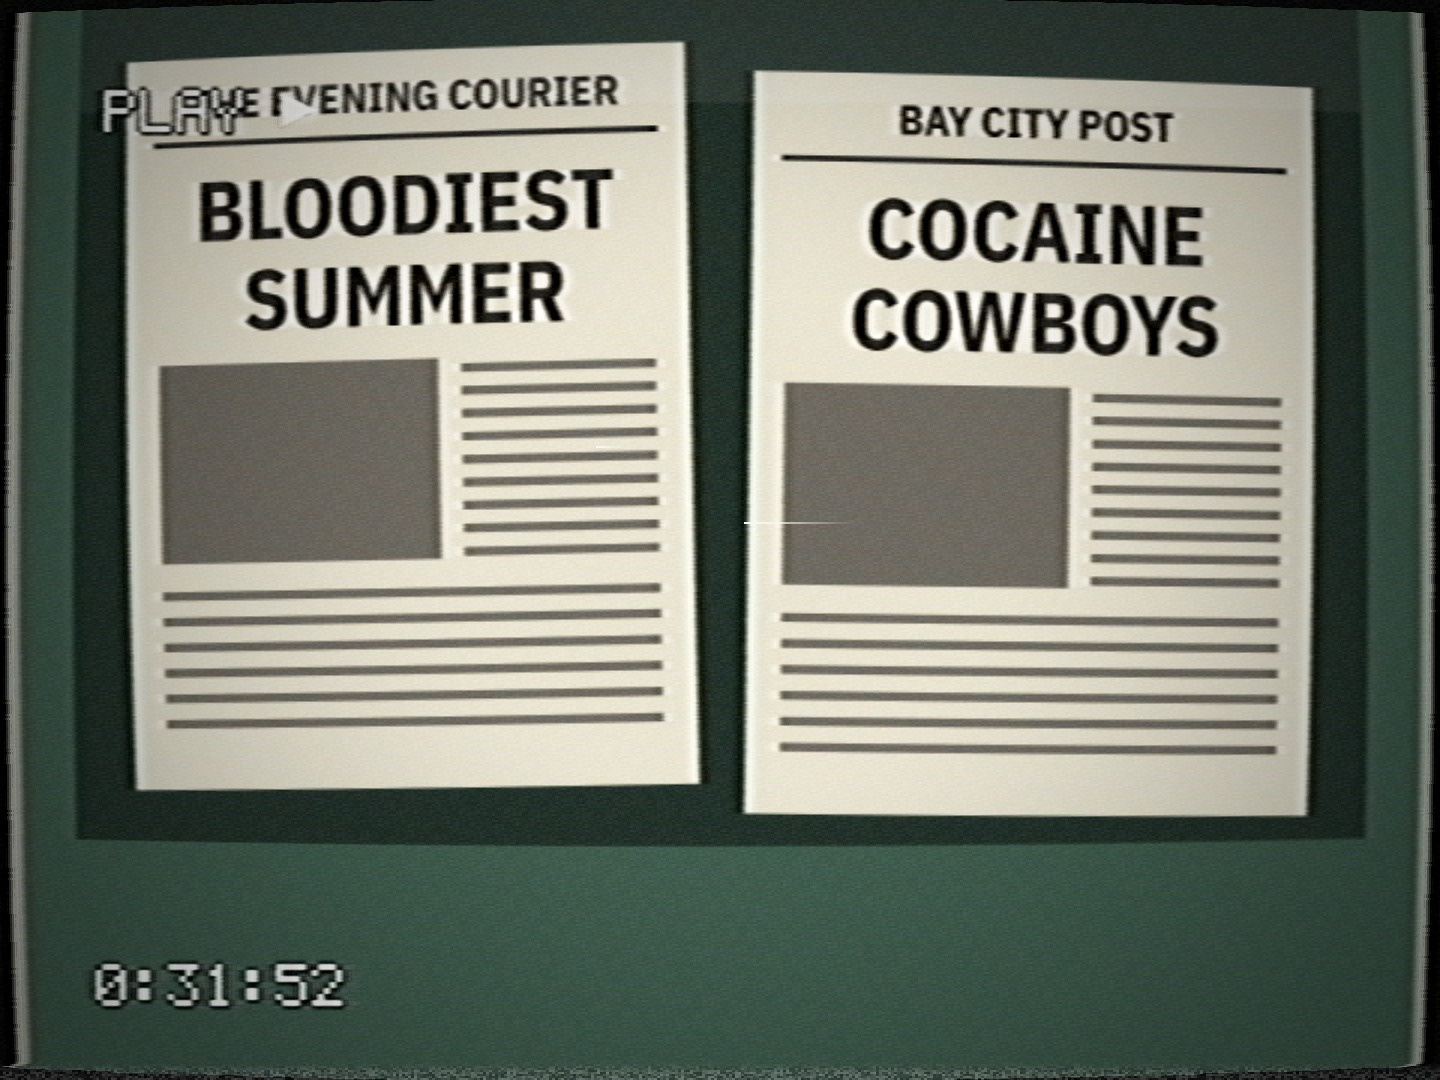 PLAY
EVENING COURIER
BLOODIEST
SUMMER
BAY CITY POST
COCAINE
COWBOYS
0:31:52